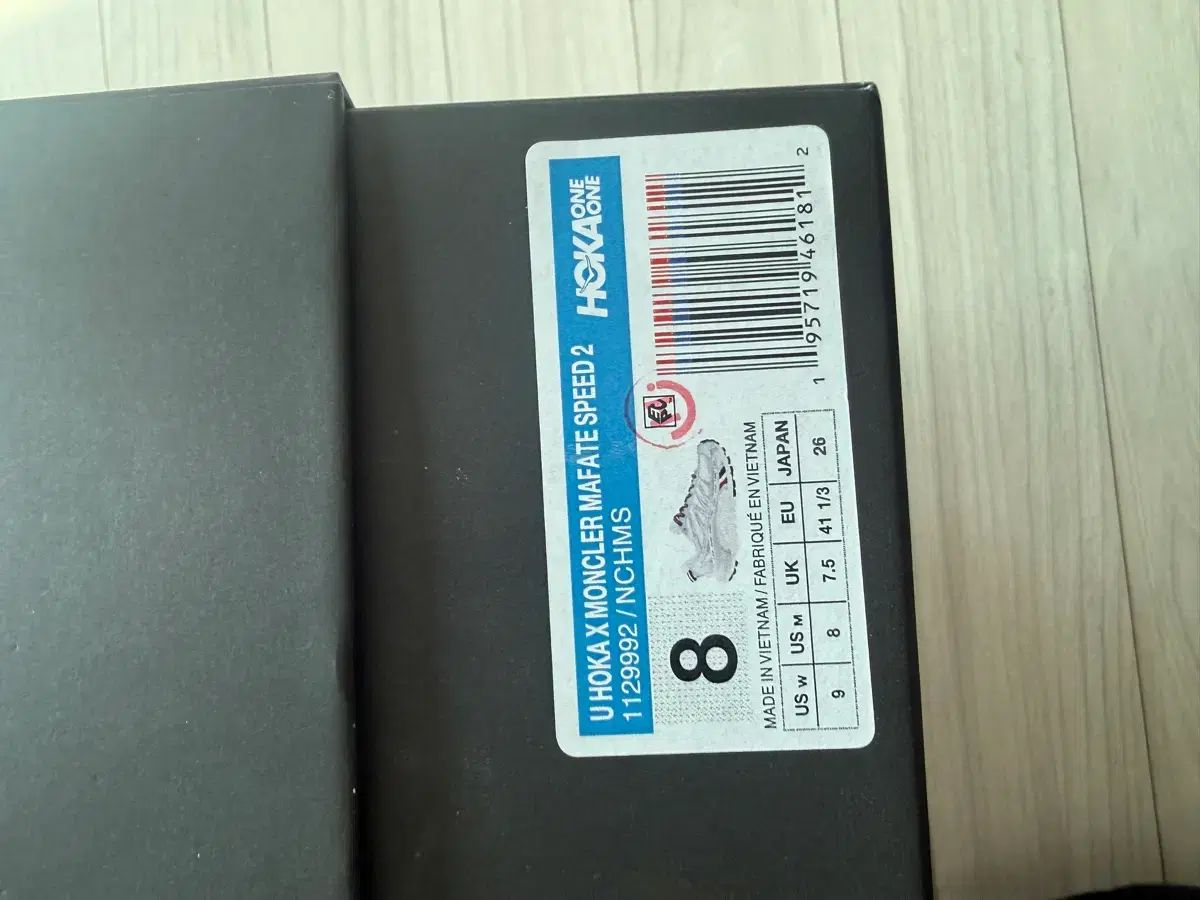 U HOKA X MONCLER MAFATE SPEED 2
1129992 / NCHMS
HOKA ONE ONE
8
MADE IN VIETNAM / FABRIQUÉ EN VIETNAM
US W US M UK EU JAPAN
9 8 7.5 41 1/3 26
1 95719 46181 2